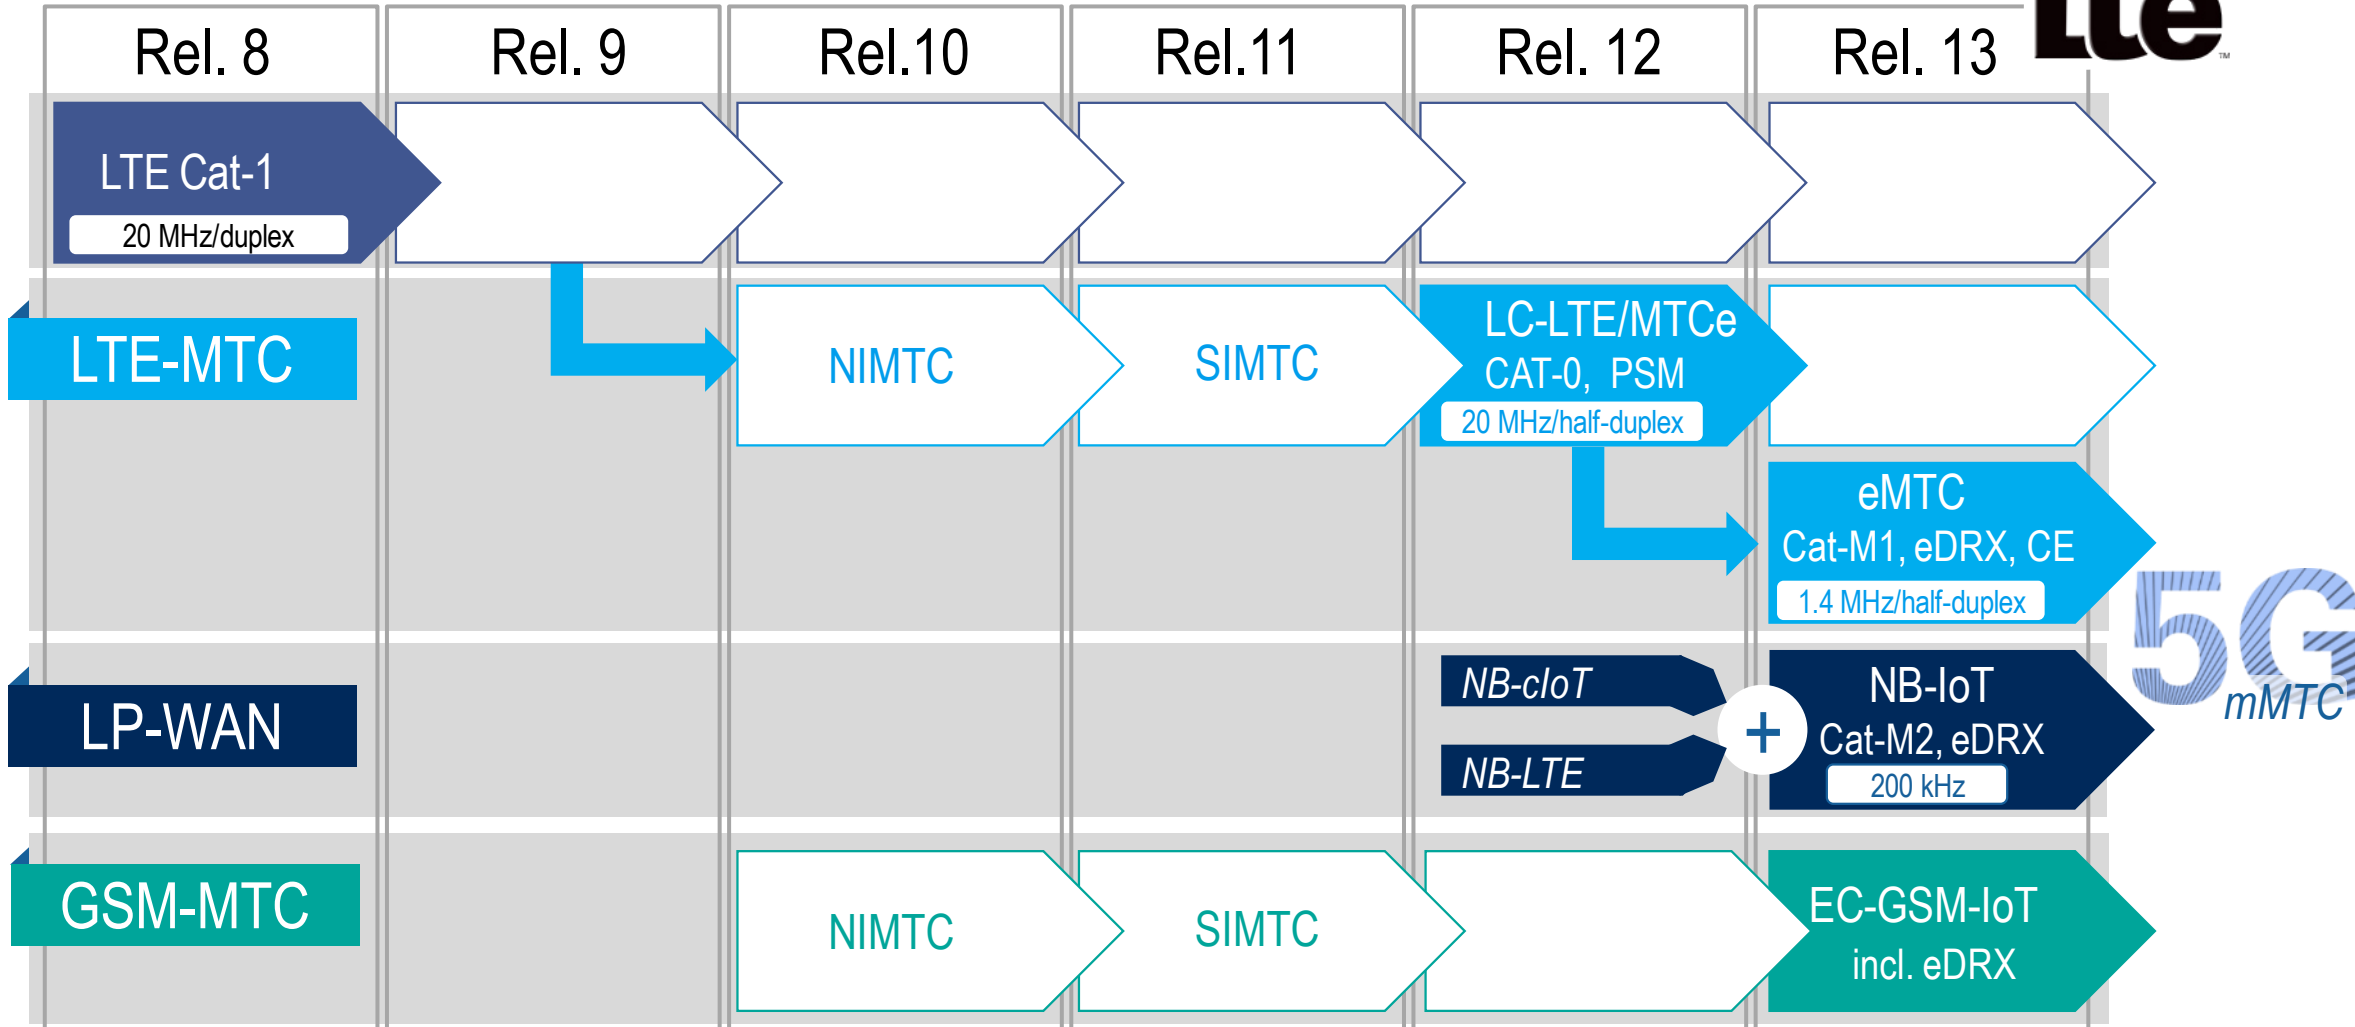 Rel. 8
Rel. 9
Rel.10
Rel.11
Rel. 12
Rel. 13
Lte
TM
LTE Cat-1
20 MHz/duplex
LTE-MTC
NIMTC
SIMTC
LC-LTE/MTCe
CAT-0, PSM
20 MHz/half-duplex
eMTC
Cat-M1, eDRX, CE
1.4 MHz/half-duplex
5G
mMTC
LP-WAN
NB-cIoT
NB-LTE
+
NB-IoT
Cat-M2, eDRX
200 kHz
GSM-MTC
NIMTC
SIMTC
EC-GSM-IoT
incl. eDRX